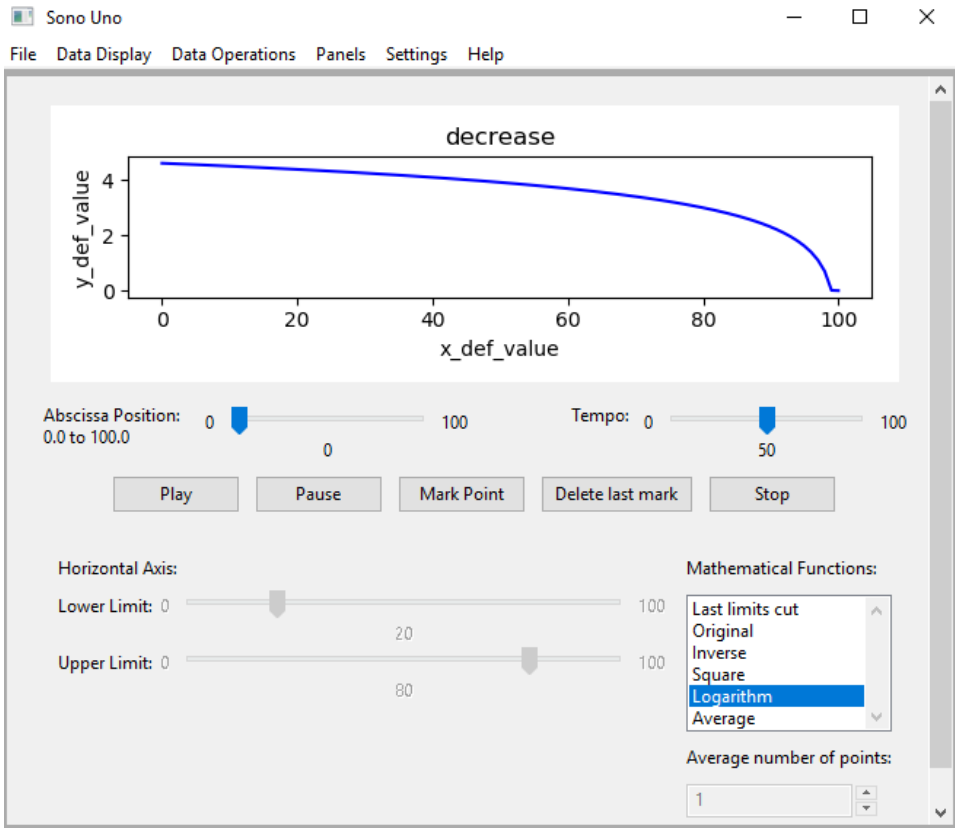 Sono Uno
File Data Display Data Operations Panels Settings Help
decrease
y_def_value
4
2
0
0 20 40 60 80 100
x_def_value
Abscissa Position: 0 100 Tempo: 0 100
0.0 to 100.0
0 50
Play Pause Mark Point Delete last mark Stop
Horizontal Axis: Mathematical Functions:
Lower Limit: 0 100
20
Upper Limit: 0 100
80
Last limits cut
Original
Inverse
Square
Logarithm
Average
Average number of points:
1